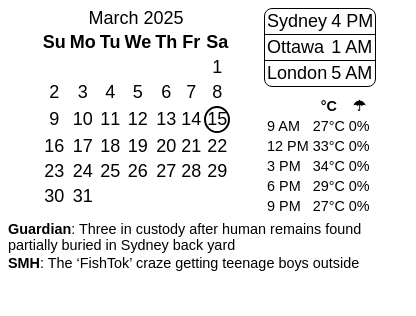 March 2025
Su Mo Tu We Th Fr Sa
1
2 3 4 5 6 7 8
9 10 11 12 13 14 15
16 17 18 19 20 21 22
23 24 25 26 27 28 29
30 31
Sydney 4 PM
Ottawa 1 AM
London 5 AM
°C ☂
9 AM 27°C 0%
12 PM 33°C 0%
3 PM 34°C 0%
6 PM 29°C 0%
9 PM 27°C 0%
Guardian: Three in custody after human remains found
partially buried in Sydney back yard
SMH: The ‘FishTok’ craze getting teenage boys outside